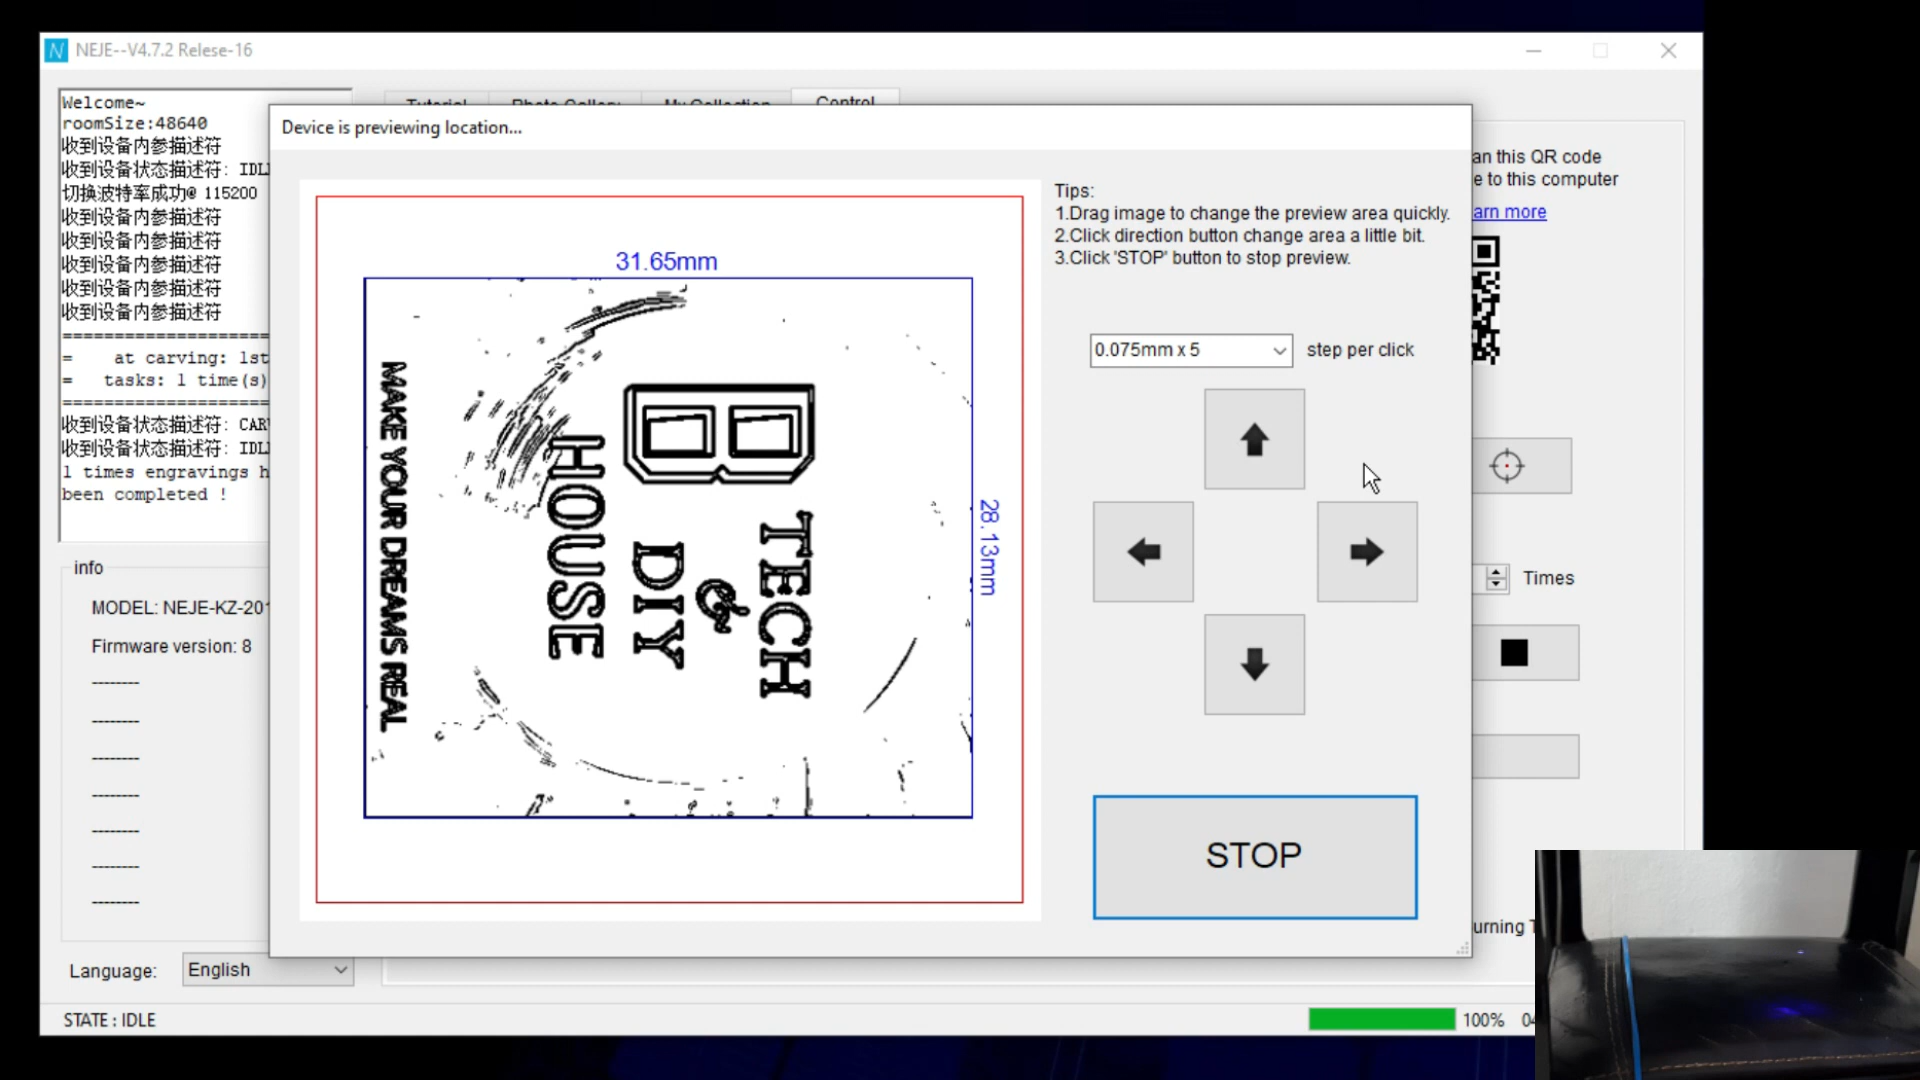 NEJE--V4.7.2 Relese-16
Welcome~
roomSize:48640
收到设备内参描述符
收到设备状态描述符: IDL
切换波特率成功@ 115200
收到设备内参描述符
收到设备内参描述符
收到设备内参描述符
收到设备内参描述符
收到设备内参描述符
=====================
= at carving: 1st
= tasks: 1 time(s)
=====================
收到设备状态描述符: CAR
收到设备状态描述符: IDL
1 times engravings h
been completed !
info
MODEL: NEJE-KZ-201
Firmware version: 8
--------
--------
--------
--------
--------
--------
--------
Language:
English
STATE : IDLE
Tutorial
Photo Gallery
My Collection
Control
Device is previewing location...
31.65mm
28.13mm
MAKE YOUR DREAMS REAL
HOUSE
DIY
&
TECH
Tips:
1.Drag image to change the preview area quickly.
2.Click direction button change area a little bit.
3.Click 'STOP' button to stop preview.
0.075mm x 5
step per click
STOP
an this QR code
e to this computer
arn more
Times
urning T
100%